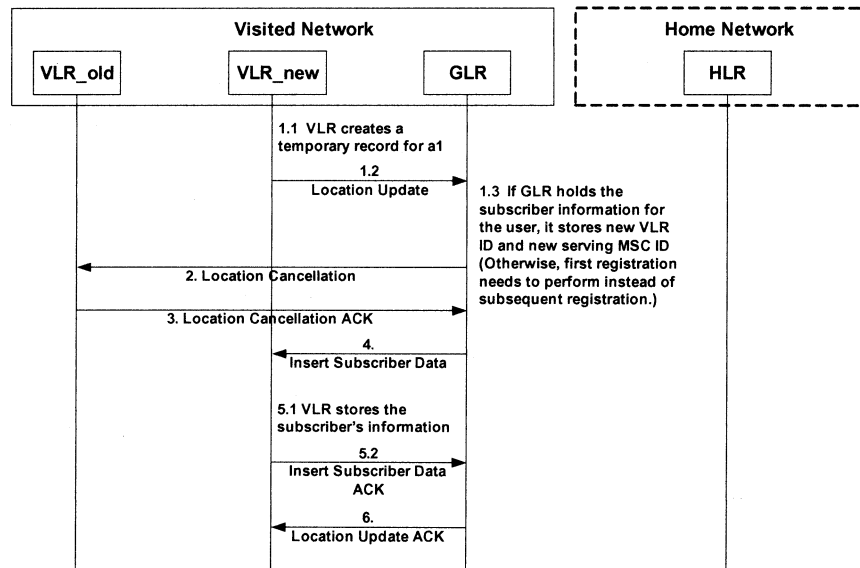 Visited Network
Home Network
VLR_old
VLR_new
GLR
HLR
1.1 VLR creates a
temporary record for a1
1.2
Location Update
1.3 If GLR holds the
subscriber information for
the user, it stores new VLR
ID and new serving MSC ID
(Otherwise, first registration
needs to perform instead of
subsequent registration.)
2. Location Cancellation
3. Location Cancellation ACK
4.
Insert Subscriber Data
5.1 VLR stores the
subscriber's information
5.2
Insert Subscriber Data
ACK
6.
Location Update ACK